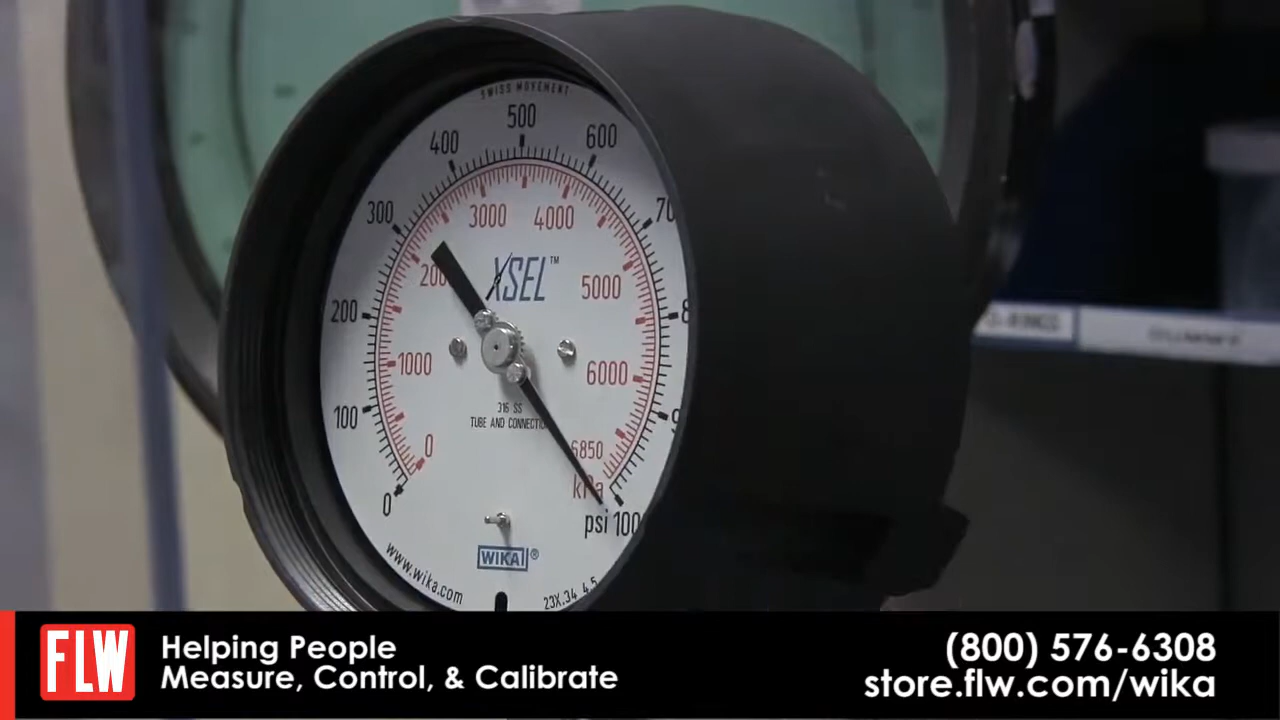 SWISS MOVEMENT
500
400
600
300
3000
4000
XSEL™
5000
200
1000
6000
100
316 SS
TUBE AND
0
6850
0
kPa
psi
WIKA®
www.wika.com
23X.34
FLW
Helping People
Measure, Control, & Calibrate
(800) 576-6308
store.flw.com/wika